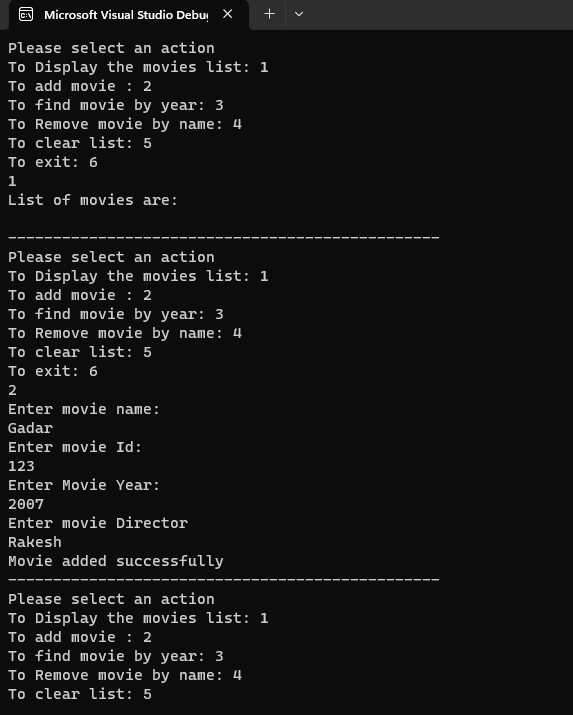 Microsoft Visual Studio Debu
Please select an action
To Display the movies list: 1
To add movie : 2
To find movie by year: 3
To Remove movie by name: 4
To clear list: 5
To exit: 6
1
List of movies are:
------------------------------------------------
Please select an action
To Display the movies list: 1
To add movie : 2
To find movie by year: 3
To Remove movie by name: 4
To clear list: 5
To exit: 6
2
Enter movie name:
Gadar
Enter movie Id:
123
Enter Movie Year:
2007
Enter movie Director
Rakesh
Movie added successfully
------------------------------------------------
Please select an action
To Display the movies list: 1
To add movie : 2
To find movie by year: 3
To Remove movie by name: 4
To clear list: 5